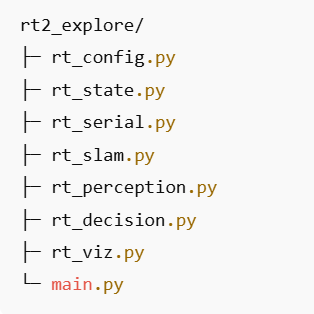 rt2_explore/
├─ rt_config.py
├─ rt_state.py
├─ rt_serial.py
├─ rt_slam.py
├─ rt_perception.py
├─ rt_decision.py
├─ rt_viz.py
└─ main.py